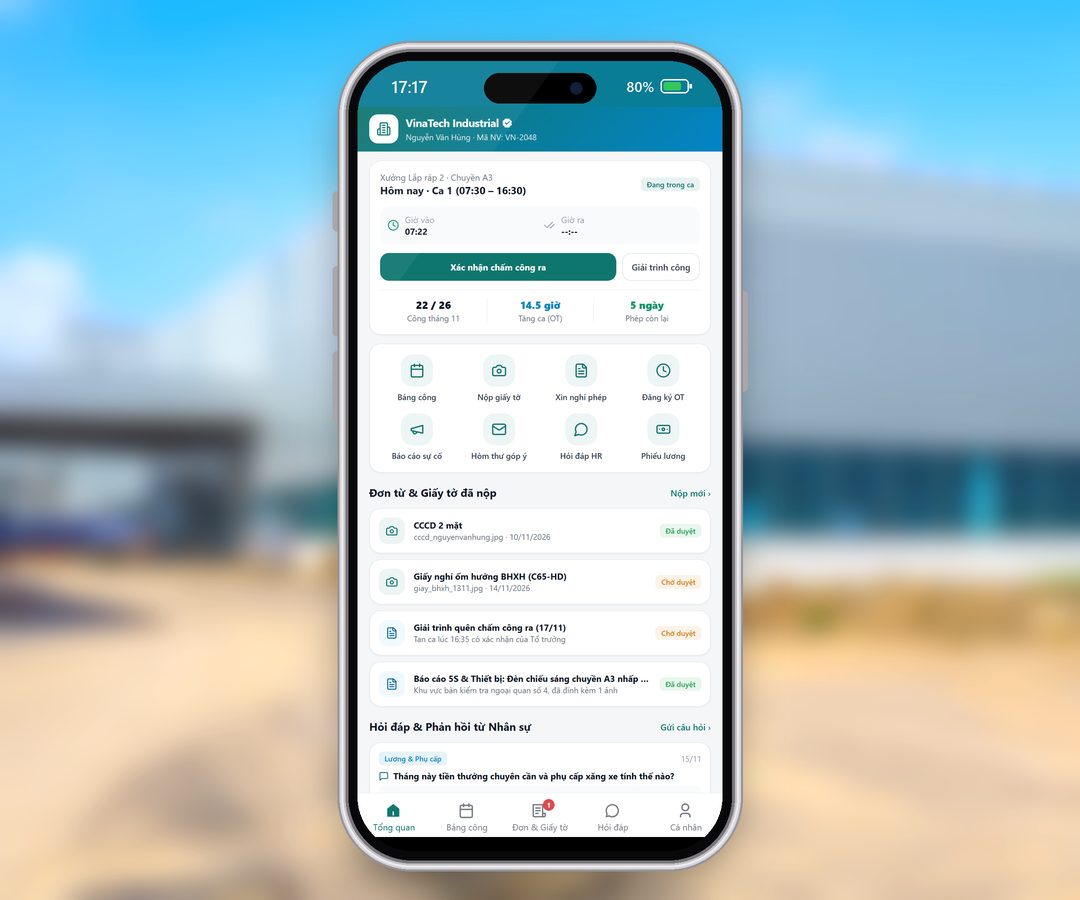 17:17
80%
VinaTech Industrial
Nguyễn Văn Hùng · Mã NV: VN-2048
Xưởng Lắp ráp 2 · Chuyền A3
Hôm nay · Ca 1 (07:30 – 16:30)
Đang trong ca
Giờ vào
07:22
Giờ ra
--:--
Xác nhận chấm công ra
Giải trình công
22 / 26
Công tháng 11
14.5 giờ
Tăng ca (OT)
5 ngày
Phép còn lại
Bảng công
Nộp giấy tờ
Xin nghỉ phép
Đăng ký OT
Báo cáo sự cố
Hòm thư góp ý
Hỏi đáp HR
Phiếu lương
Đơn từ & Giấy tờ đã nộp
Nộp mới ›
CCCD 2 mặt
cccd_nguyenvanhung.jpg · 10/11/2026
Đã duyệt
Giấy nghỉ ốm hưởng BHXH (C65-HD)
giay_bhxh_1311.jpg · 14/11/2026
Chờ duyệt
Giải trình quên chấm công ra (17/11)
Tan ca lúc 16:35 có xác nhận của Tổ trưởng
Chờ duyệt
Báo cáo 5S & Thiết bị: Đèn chiếu sáng chuyền A3 nhấp ...
Khu vực bàn kiểm tra ngoại quan số 4, đã đính kèm 1 ảnh
Đã duyệt
Hỏi đáp & Phản hồi từ Nhân sự
Gửi câu hỏi ›
Lương & Phụ cấp
15/11
Tháng này tiền thưởng chuyên cần và phụ cấp xăng xe tính thế nào?
1
Tổng quan
Bảng công
Đơn & Giấy tờ
Hỏi đáp
Cá nhân